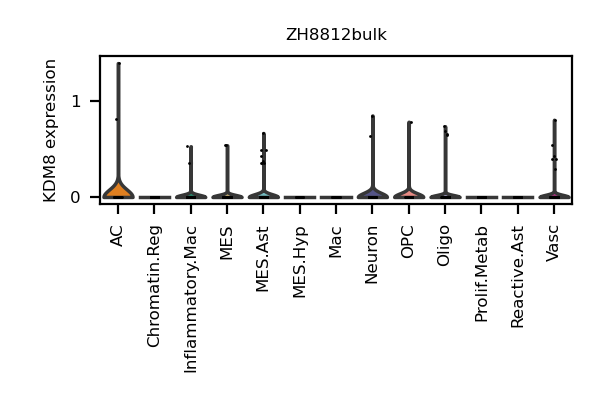 ZH8812bulk
KDM8 expression
1
0
AC
Chromatin.Reg
Inflammatory.Mac
MES
MES.Ast
MES.Hyp
Mac
Neuron
OPC
Oligo
Prolif.Metab
Reactive.Ast
Vasc